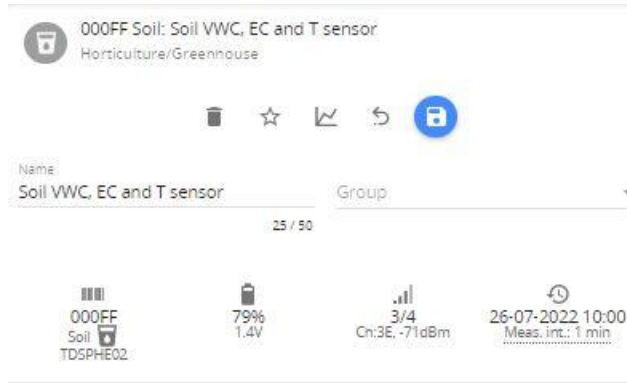 000FF Soil: Soil VWC, EC and T sensor
Horticulture/Greenhouse
Name
Soil VWC, EC and T sensor
Group
25 / 50
000FF
Soil
TDSPHE02
79%
1.4V
3/4
Ch:3E, -71dBm
26-07-2022 10:00
Meas. int.: 1 min